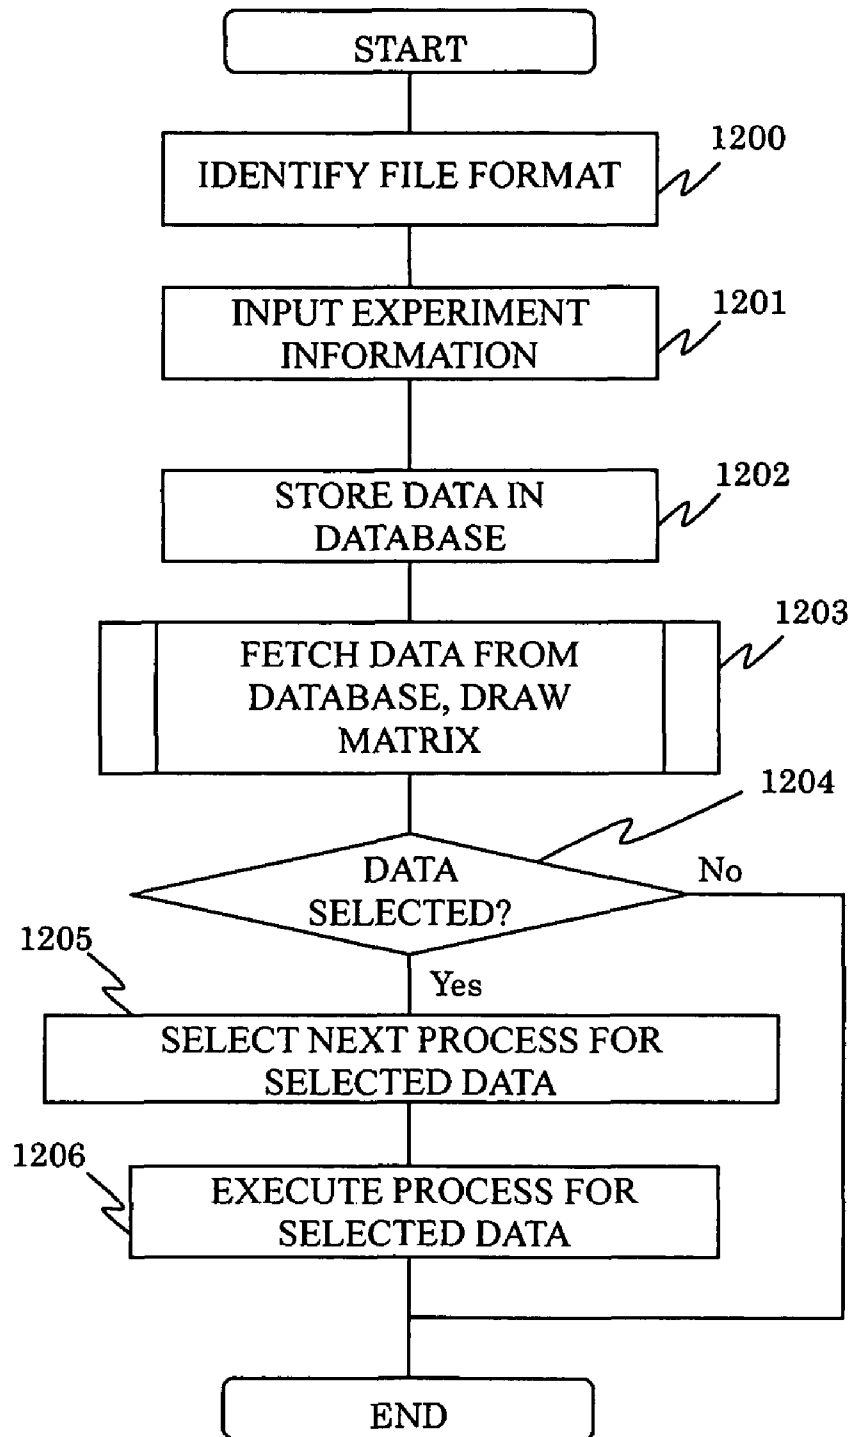 START
1200
IDENTIFY FILE FORMAT
1201
INPUT EXPERIMENT
INFORMATION
1202
STORE DATA IN
DATABASE
1203
FETCH DATA FROM
DATABASE, DRAW
MATRIX
1204
DATA
SELECTED?
No
1205
Yes
SELECT NEXT PROCESS FOR
SELECTED DATA
1206
EXECUTE PROCESS FOR
SELECTED DATA
END